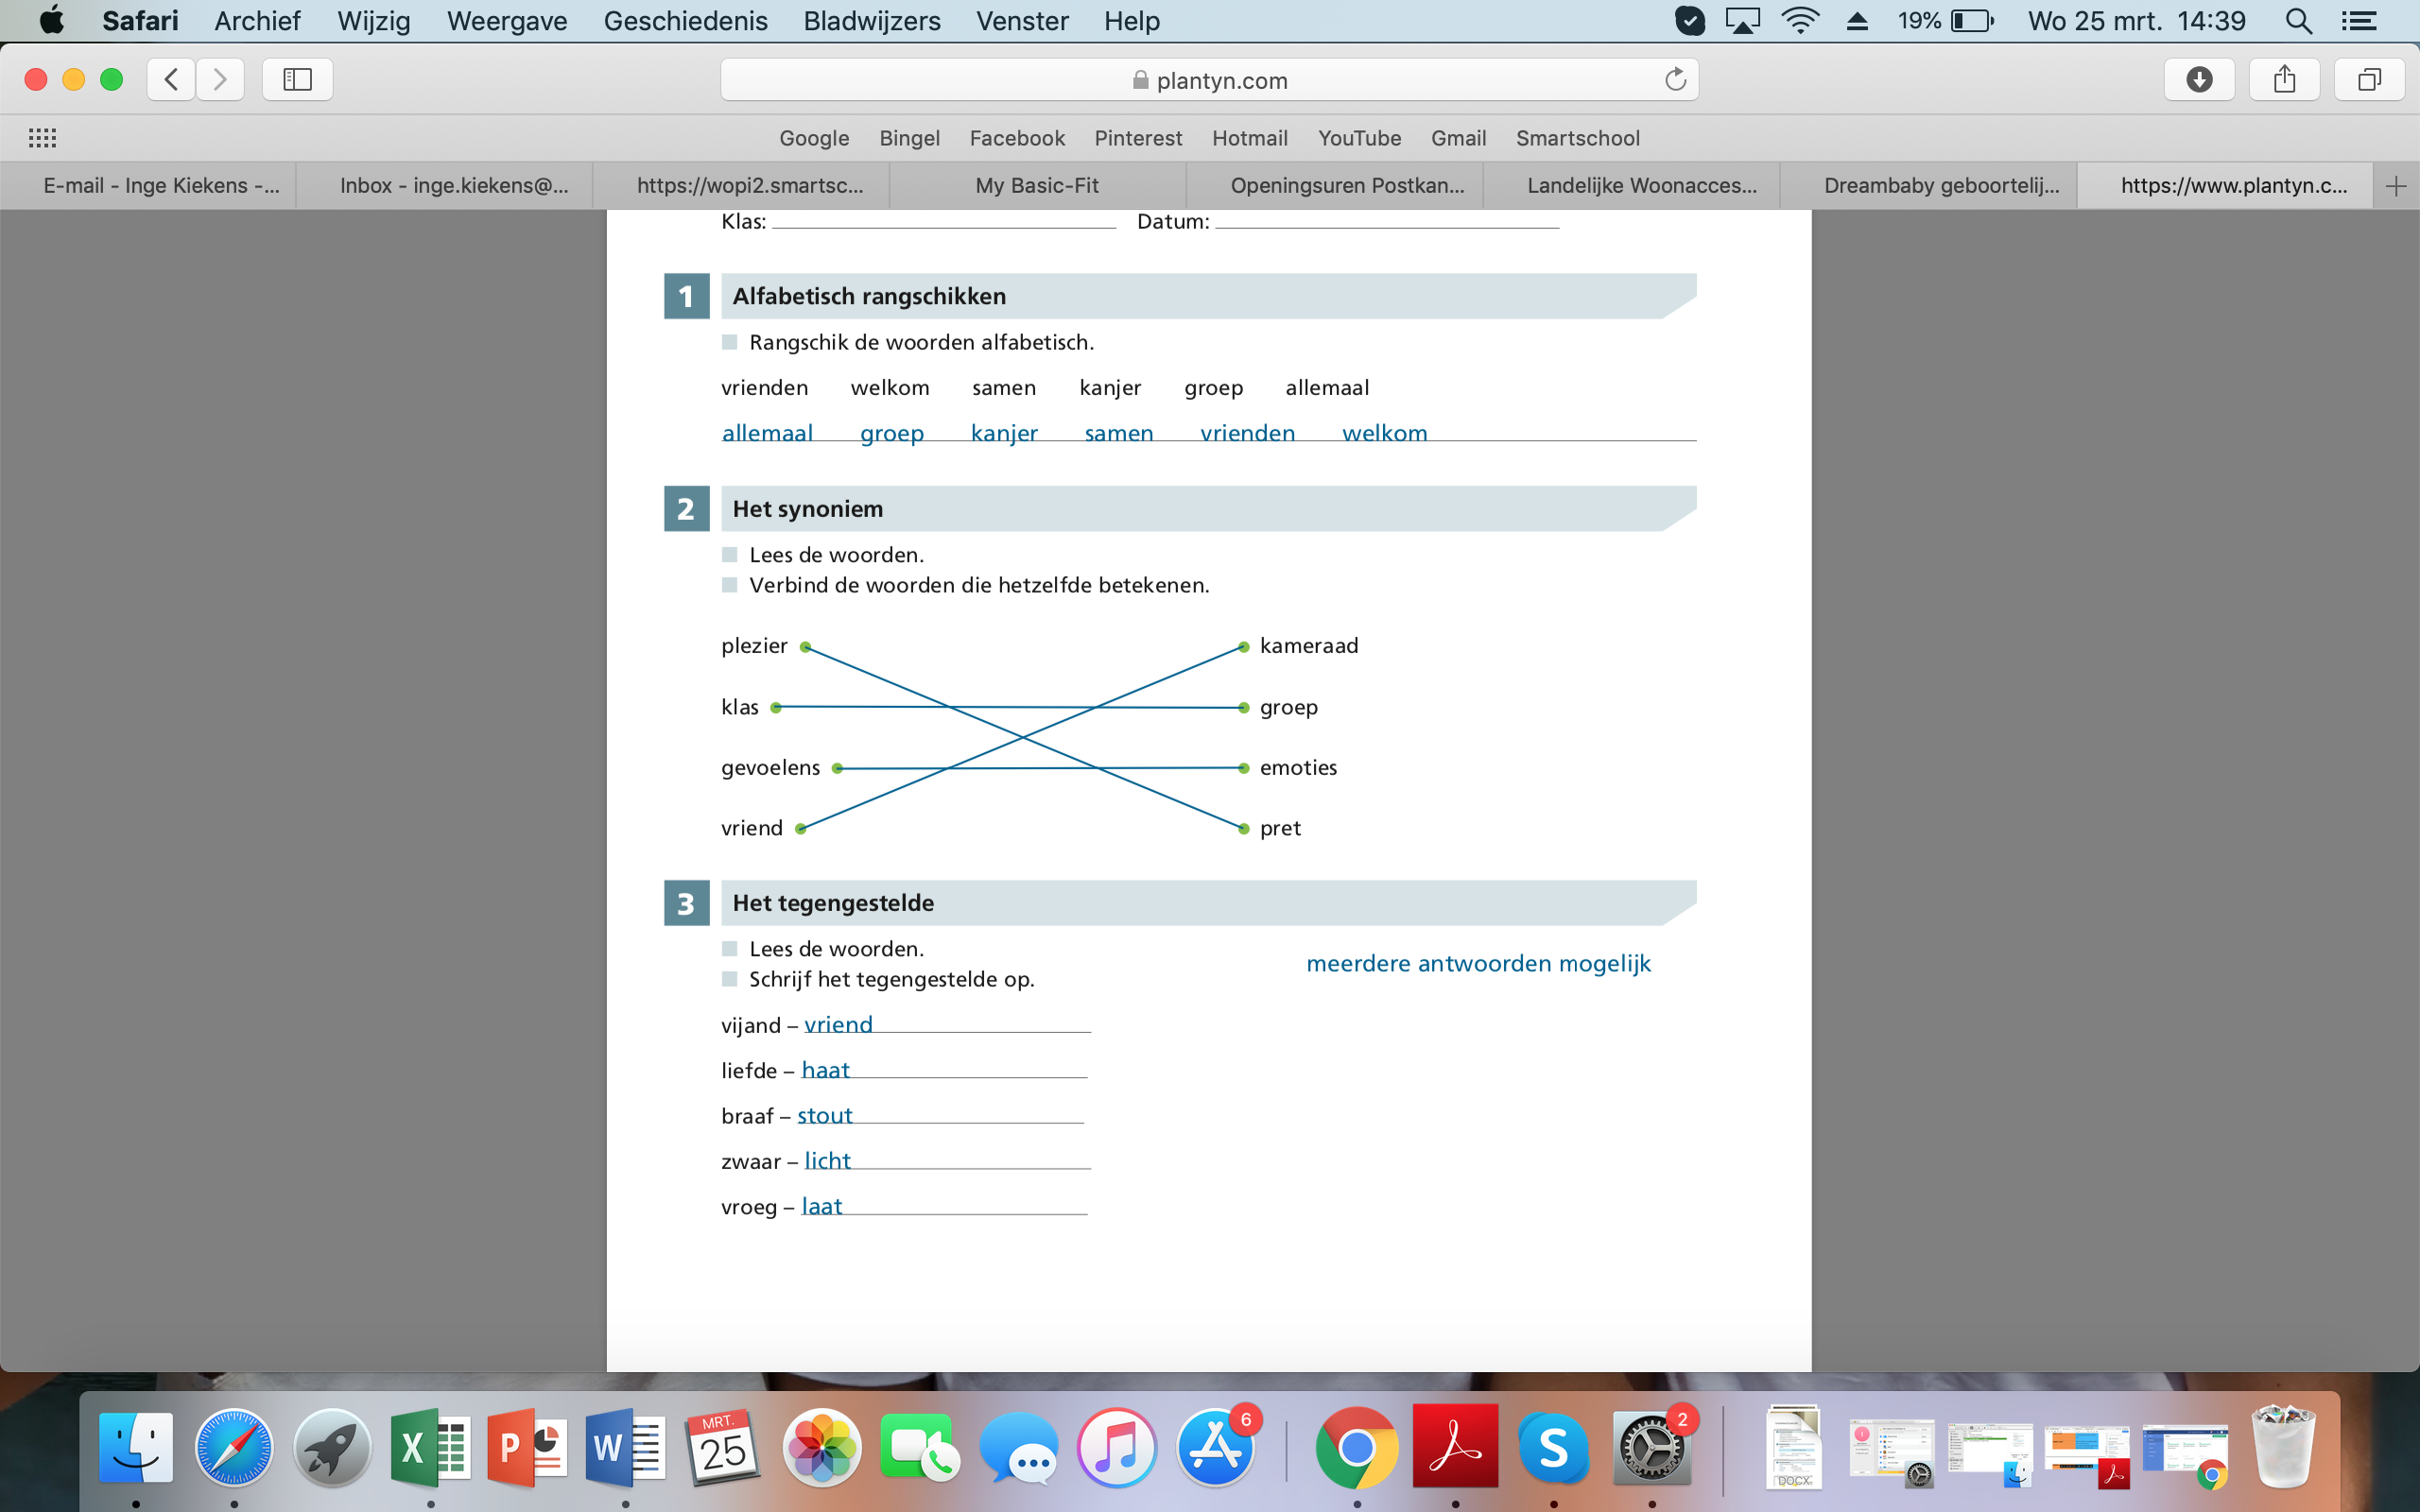 Safari Archief Wijzig Weergave Geschiedenis Bladwijzers Venster Help 19% Wo 25 mrt. 14:39
plantyn.com
Google Bingel Facebook Pinterest Hotmail YouTube Gmail Smartschool
E-mail - Inge Kiekens -... Inbox - inge.kiekens@... https://wopi2.smartsc... My Basic-Fit Openingsuren Postkan... Landelijke Woonacces... Dreambaby geboortelij... https://www.plantyn.c...
Klas: Datum:
1 Alfabetisch rangschikken
Rangschik de woorden alfabetisch.
vrienden welkom samen kanjer groep allemaal
allemaal groep kanjer samen vrienden welkom
2 Het synoniem
Lees de woorden.
Verbind de woorden die hetzelfde betekenen.
plezier kameraad
klas groep
gevoelens emoties
vriend pret
3 Het tegengestelde
Lees de woorden.
meerdere antwoorden mogelijk
Schrijf het tegengestelde op.
vijand – vriend
liefde – haat
braaf – stout
zwaar – licht
vroeg – laat
X P W MRT. 25 6 S 2 DOCX